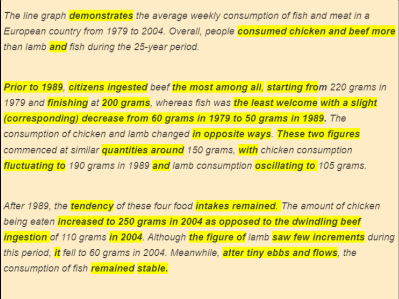 The line graph demonstrates the average weekly consumption of fish and meat in a
European country from 1979 to 2004. Overall, people consumed chicken and beef more
than lamb and fish during the 25-year period.
Prior to 1989, citizens ingested beef the most among all, starting from 220 grams in
1979 and finishing at 200 grams, whereas fish was the least welcome with a slight
(corresponding) decrease from 60 grams in 1979 to 50 grams in 1989. The
consumption of chicken and lamb changed in opposite ways. These two figures
commenced at similar quantities around 150 grams, with chicken consumption
fluctuating to 190 grams in 1989 and lamb consumption oscillating to 105 grams.
After 1989, the tendency of these four food intakes remained. The amount of chicken
being eaten increased to 250 grams in 2004 as opposed to the dwindling beef
ingestion of 110 grams in 2004. Although the figure of lamb saw few increments during
this period, it fell to 60 grams in 2004. Meanwhile, alter tiny ebbs and flows, the
consumption of fish remained stable.